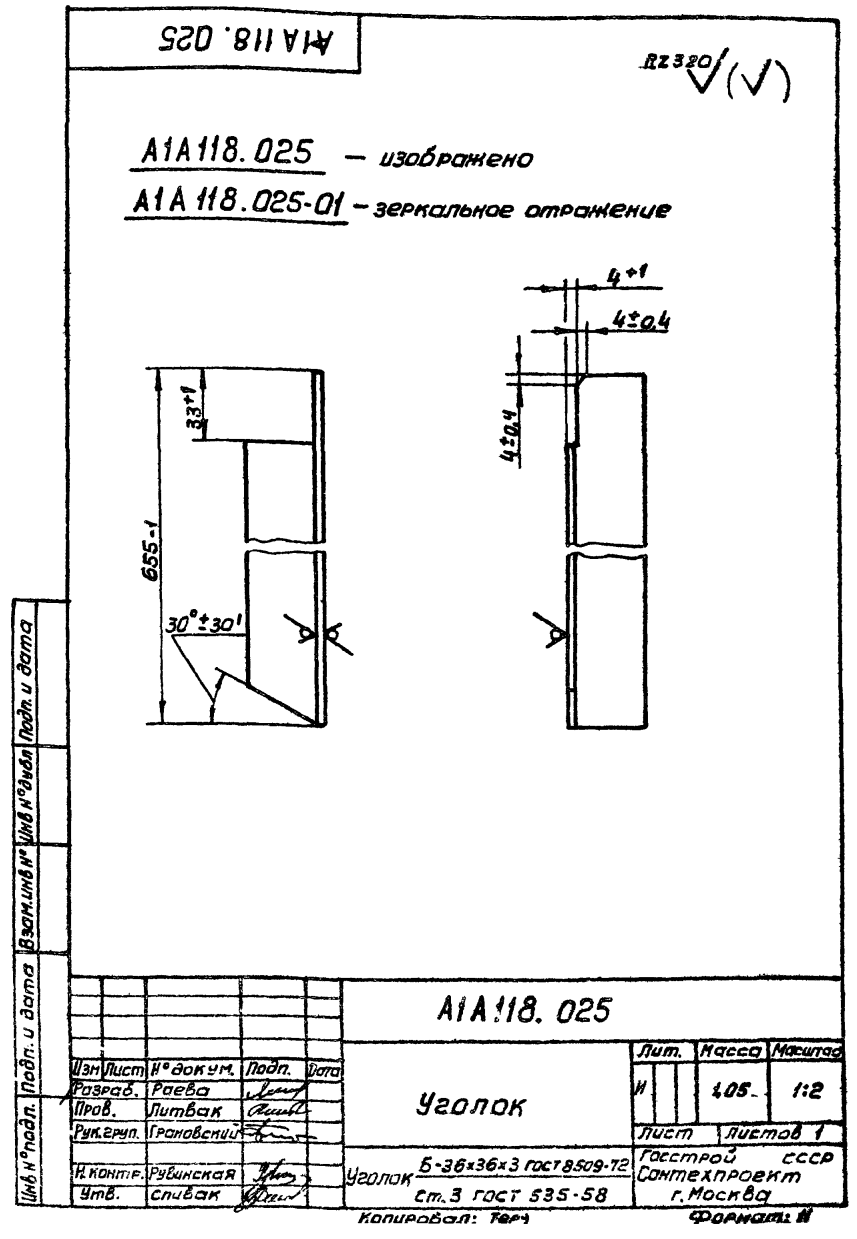 А1А118.025
Rz320 (√)
А1А118.025 – изображено
А1А118.025-01 – зеркальное отражение
4+1
4±0,4
33+1
4±0,4
655-1
30°±30'
Инв № подл. Подп. и дата Взам. инв № Инв № дубл Подп. и дата
А1А118.025
Изм Лист № докум. Подп. Дата
Разраб. Раева
Пров. Литвак
Рук. груп. Грановский
Н. контр. Рубинская
Утв. Спивак
Уголок
Лит. Масса Масштаб
И 1,05 1:2
Лист Листов 1
Уголок Б-36х36х3 ГОСТ 8509-72
ст. 3 ГОСТ 535-58
Госстрой СССР
Сантехпроект
г. Москва
Копировал: Формат: 11